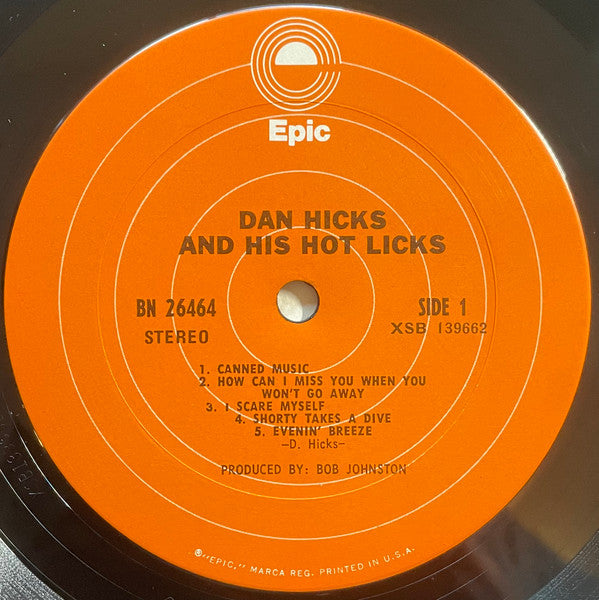 Epic
DAN HICKS
AND HIS HOT LICKS
BN 26464
SIDE 1
STEREO
XSB 139662
1. CANNED MUSIC
2. HOW CAN I MISS YOU WHEN YOU
WON'T GO AWAY
3. I SCARE MYSELF
4. SHORTY TAKES A DIVE
5. EVENIN' BREEZE
—D. Hicks—
PRODUCED BY: BOB JOHNSTON
®"EPIC," MARCA REG. PRINTED IN U.S.A.